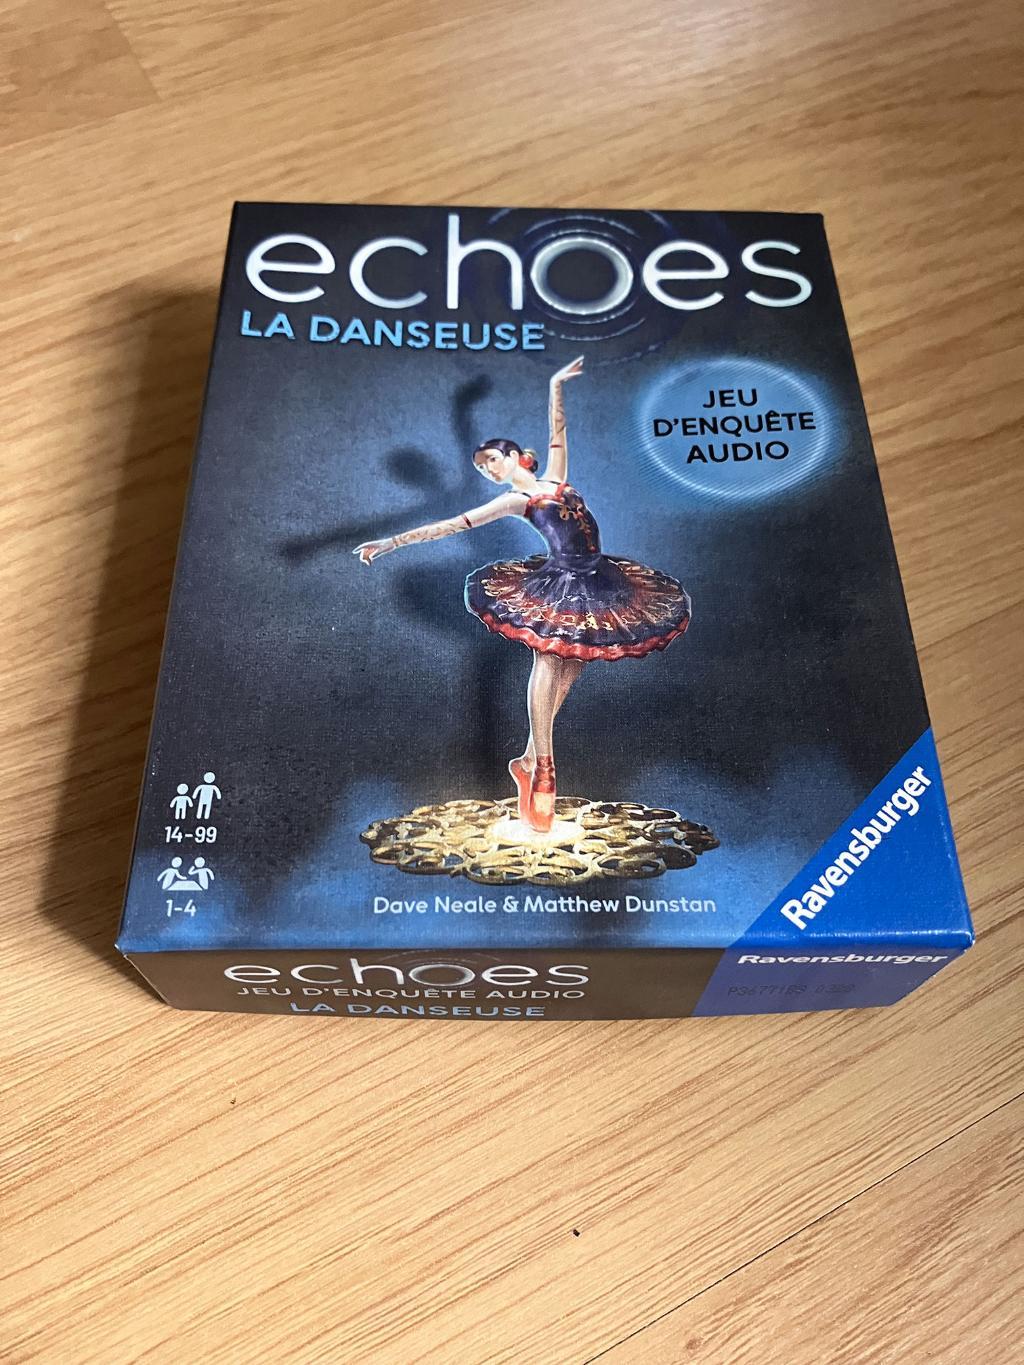 echoes
LA DANSEUSE
JEU
D'ENQUÊTE
AUDIO
14-99
1-4
Dave Neale & Matthew Dunstan
Ravensburger
echoes
JEU D'ENQUÊTE AUDIO
LA DANSEUSE
Ravensburger